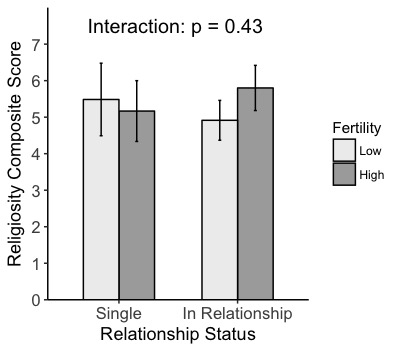 Interaction: p = 0.43
Religiosity Composite Score
7
6
5
4
3
2
1
0
Single
In Relationship
Relationship Status
Fertility
Low
High